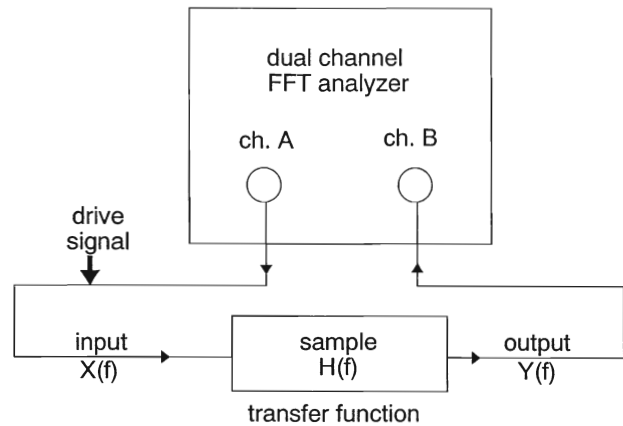 dual channel
FFT analyzer
ch. A
ch. B
drive
signal
input
X(f)
sample
H(f)
output
Y(f)
transfer function